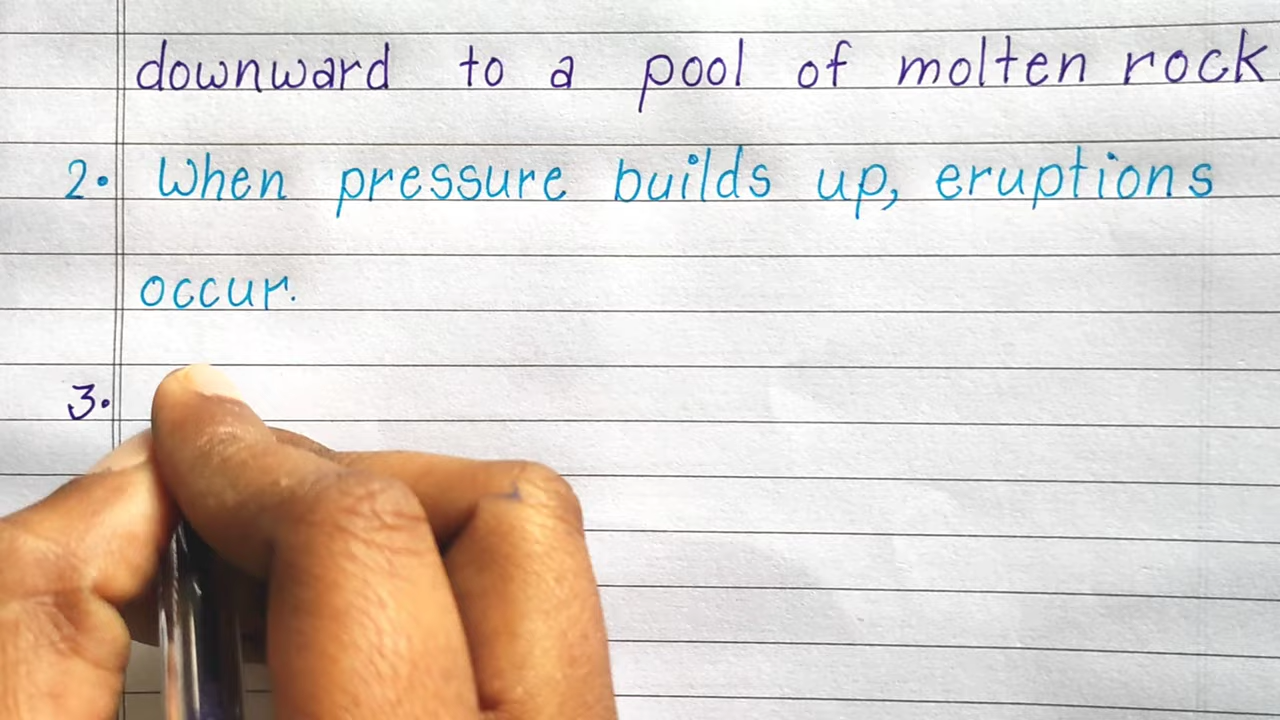 downward to a pool of molten rock
2. When pressure builds up, eruptions
occur.
3.